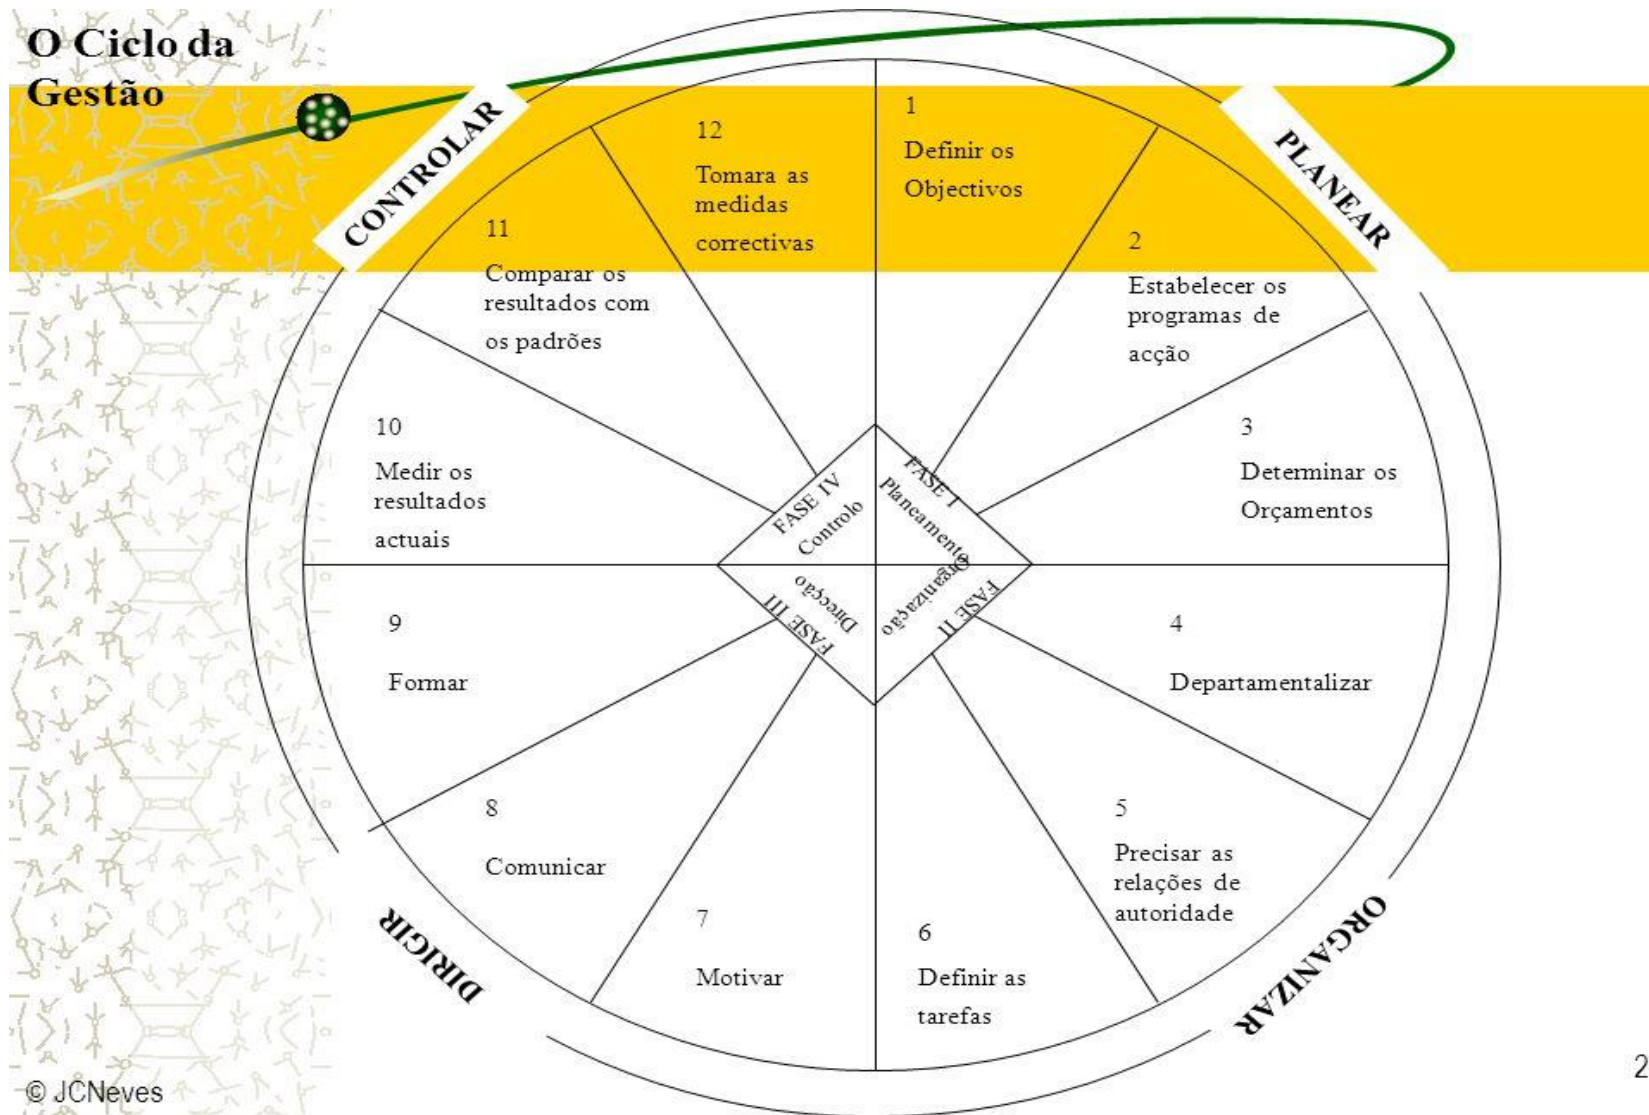 O Ciclo da
Gestão
CONTROLAR
PLANEAR
1
Definir os
Objectivos
2
Estabelecer os
programas de
acção
3
Determinar os
Orçamentos
4
Departamentalizar
5
Precisar as
relações de
autoridade
6
Definir as
tarefas
7
Motivar
8
Comunicar
9
Formar
10
Medir os
resultados
actuais
11
Comparar os
resultados com
os padrões
12
Tomara as
medidas
correctivas
FASE I
Planeamento
Organização
FASE II
Direcção
FASE III
FASE IV
Controlo
ORGANIZAR
DIRIGIR
© JCNeves
2